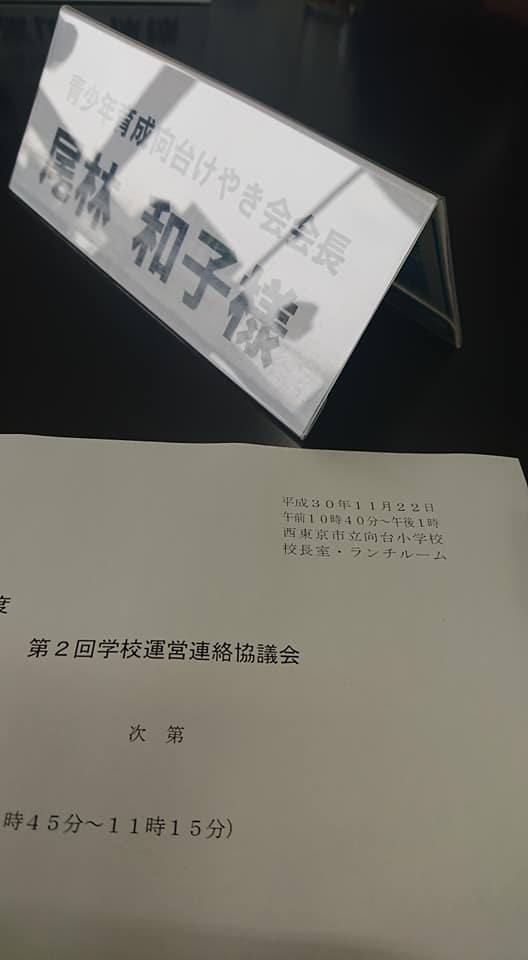 青少年育成向台けやき会会長
尾林 和子様
平成30年11月22日
午前10時40分～午後1時
西東京市立向台小学校
校長室・ランチルーム
度
第2回学校運営連絡協議会
次 第
時45分～11時15分)